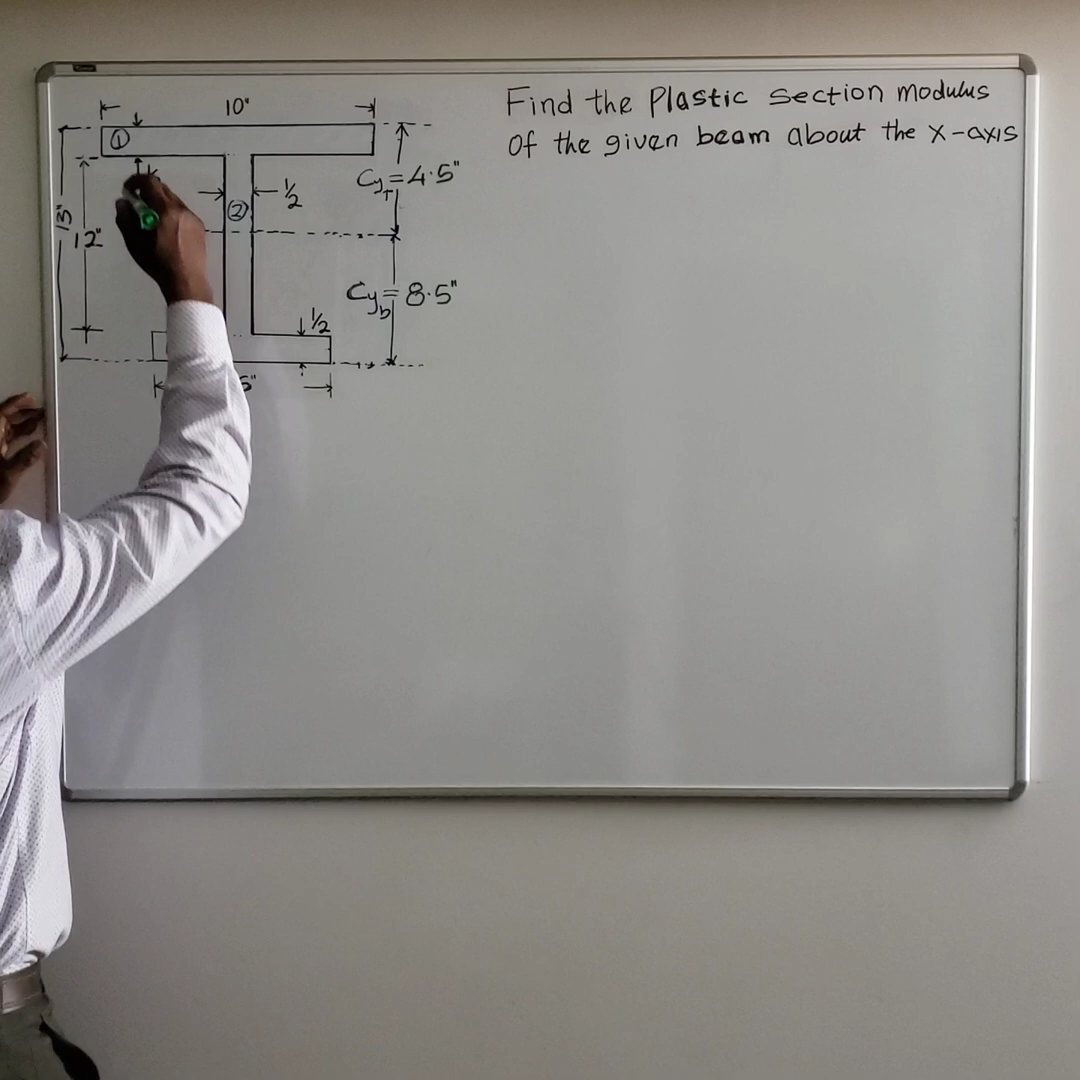 Find the Plastic section modulus
of the given beam about the x-axis
10"
①
Cy_T = 4.5"
1/2
②
13"
12"
Cy_b = 8.5"
1/2